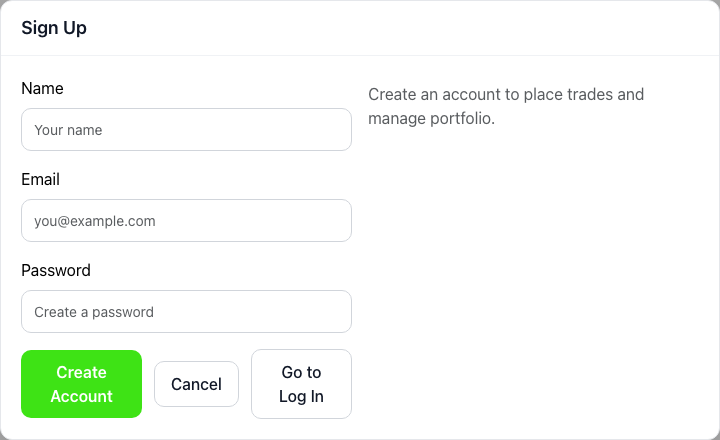 Sign Up
Name
Your name
Email
you@example.com
Password
Create a password
Create
Account
Cancel
Go to
Log In
Create an account to place trades and
manage portfolio.